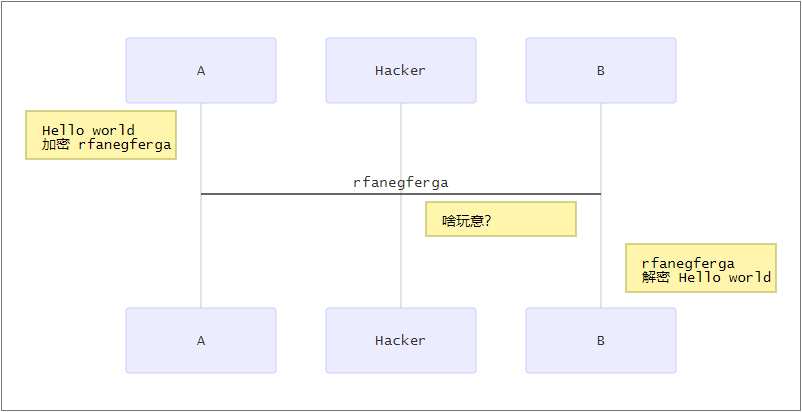 A
Hacker
B
Hello world
加密 rfanegferga
rfanegferga
啥玩意?
rfanegferga
解密 Hello world
A
Hacker
B